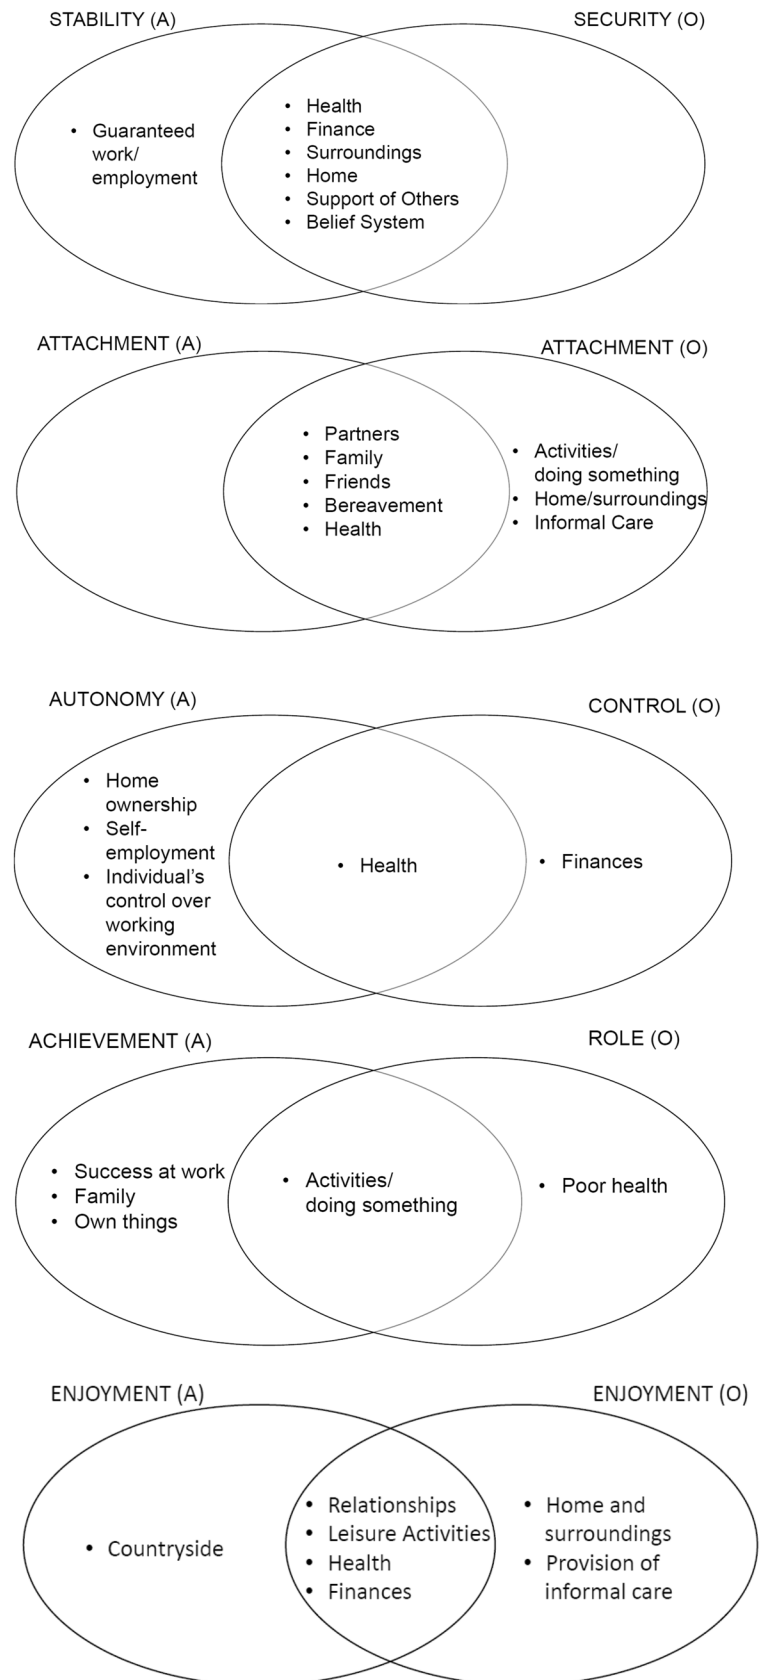 STABILITY (A)
SECURITY (O)
• Guaranteed
work/
employment
• Health
• Finance
• Surroundings
• Home
• Support of Others
• Belief System
ATTACHMENT (A)
ATTACHMENT (O)
• Partners
• Family
• Friends
• Bereavement
• Health
• Activities/
doing something
• Home/surroundings
• Informal Care
AUTONOMY (A)
CONTROL (O)
• Home
ownership
• Self-
employment
• Individual’s
control over
working
environment
• Health
• Finances
ACHIEVEMENT (A)
ROLE (O)
• Success at work
• Family
• Own things
• Activities/
doing something
• Poor health
ENJOYMENT (A)
ENJOYMENT (O)
• Countryside
• Relationships
• Leisure Activities
• Health
• Finances
• Home and
surroundings
• Provision of
informal care